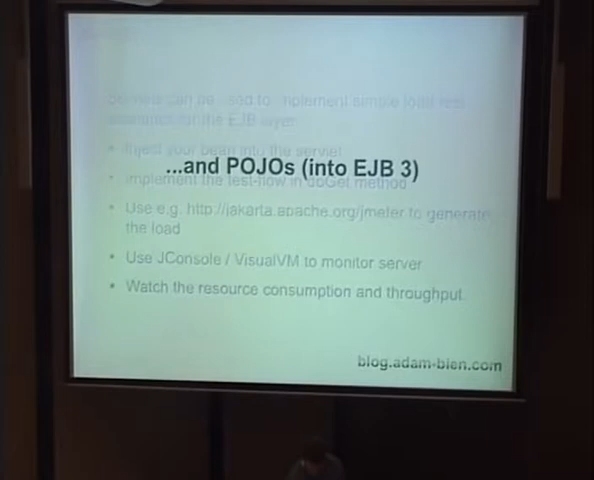 Servlets can be used to implement simple load test
for the EJB layer
• Inject your bean into the servlet
...and POJOs (into EJB 3)
• Implement the test-flow in doGet method
• Use e.g. http://jakarta.apache.org/jmeter to generate
the load
• Use JConsole / VisualVM to monitor server
• Watch the resource consumption and throughput
blog.adam-bien.com